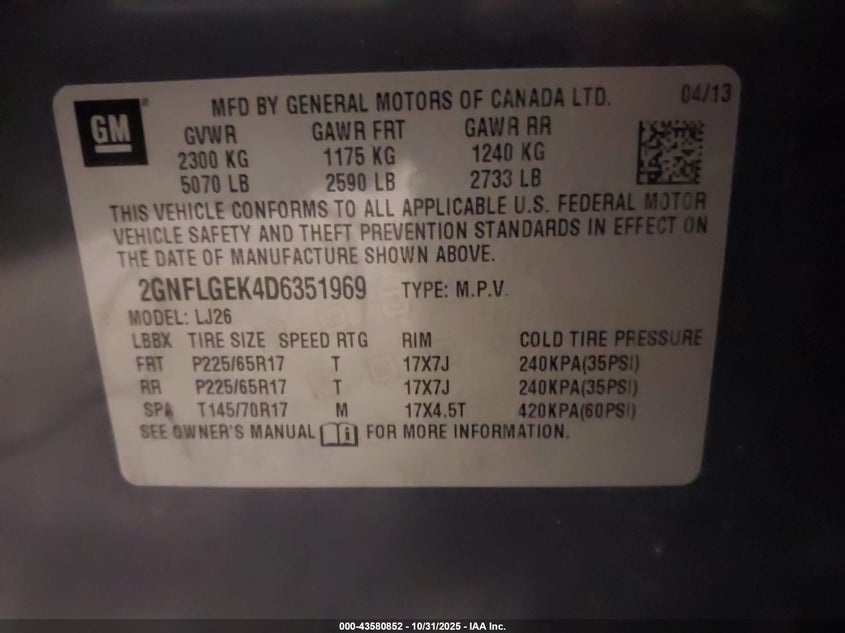 GM
MFD BY GENERAL MOTORS OF CANADA LTD. 04/13
GVWR GAWR FRT GAWR RR
2300 KG 1175 KG 1240 KG
5070 LB 2590 LB 2733 LB
THIS VEHICLE CONFORMS TO ALL APPLICABLE U.S. FEDERAL MOTOR
VEHICLE SAFETY AND THEFT PREVENTION STANDARDS IN EFFECT ON
THE DATE OF MANUFACTURE SHOWN ABOVE.
2GNFLGEK4D6351969 TYPE: M.P.V.
MODEL: LJ26
LBBX TIRE SIZE SPEED RTG RIM COLD TIRE PRESSURE
FRT P225/65R17 T 17X7J 240KPA(35PSI)
RR P225/65R17 T 17X7J 240KPA(35PSI)
SPA T145/70R17 M 17X4.5T 420KPA(60PSI)
SEE OWNER'S MANUAL FOR MORE INFORMATION.
000-43580852 - 10/31/2025 - IAA Inc.